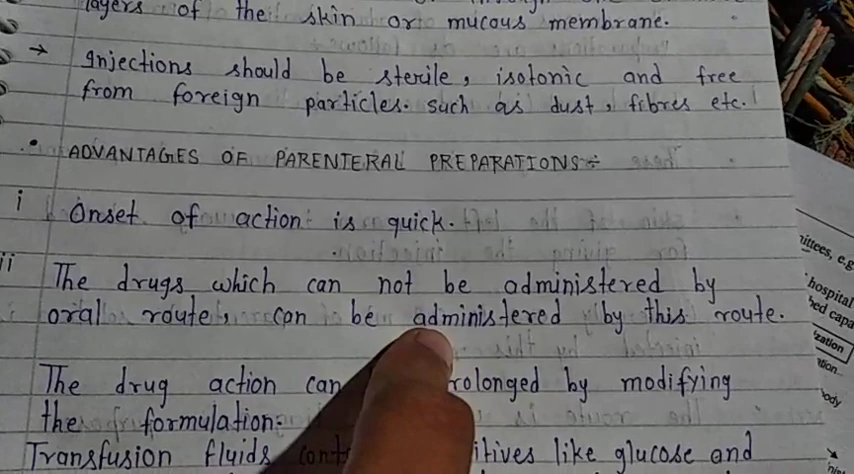 layers of the skin or mucous membrane.
→ Injections should be sterile, isotonic and free
from foreign particles. such as dust, fibres etc.
• ADVANTAGES OF PARENTERAL PREPARATIONS÷
i Onset of action is quick.
ii The drugs which can not be administered by
oral route, can be administered by this route.
The drug action can rolonged by modifying
the formulation.
Transfusion fluids itives like glucose and
hospital